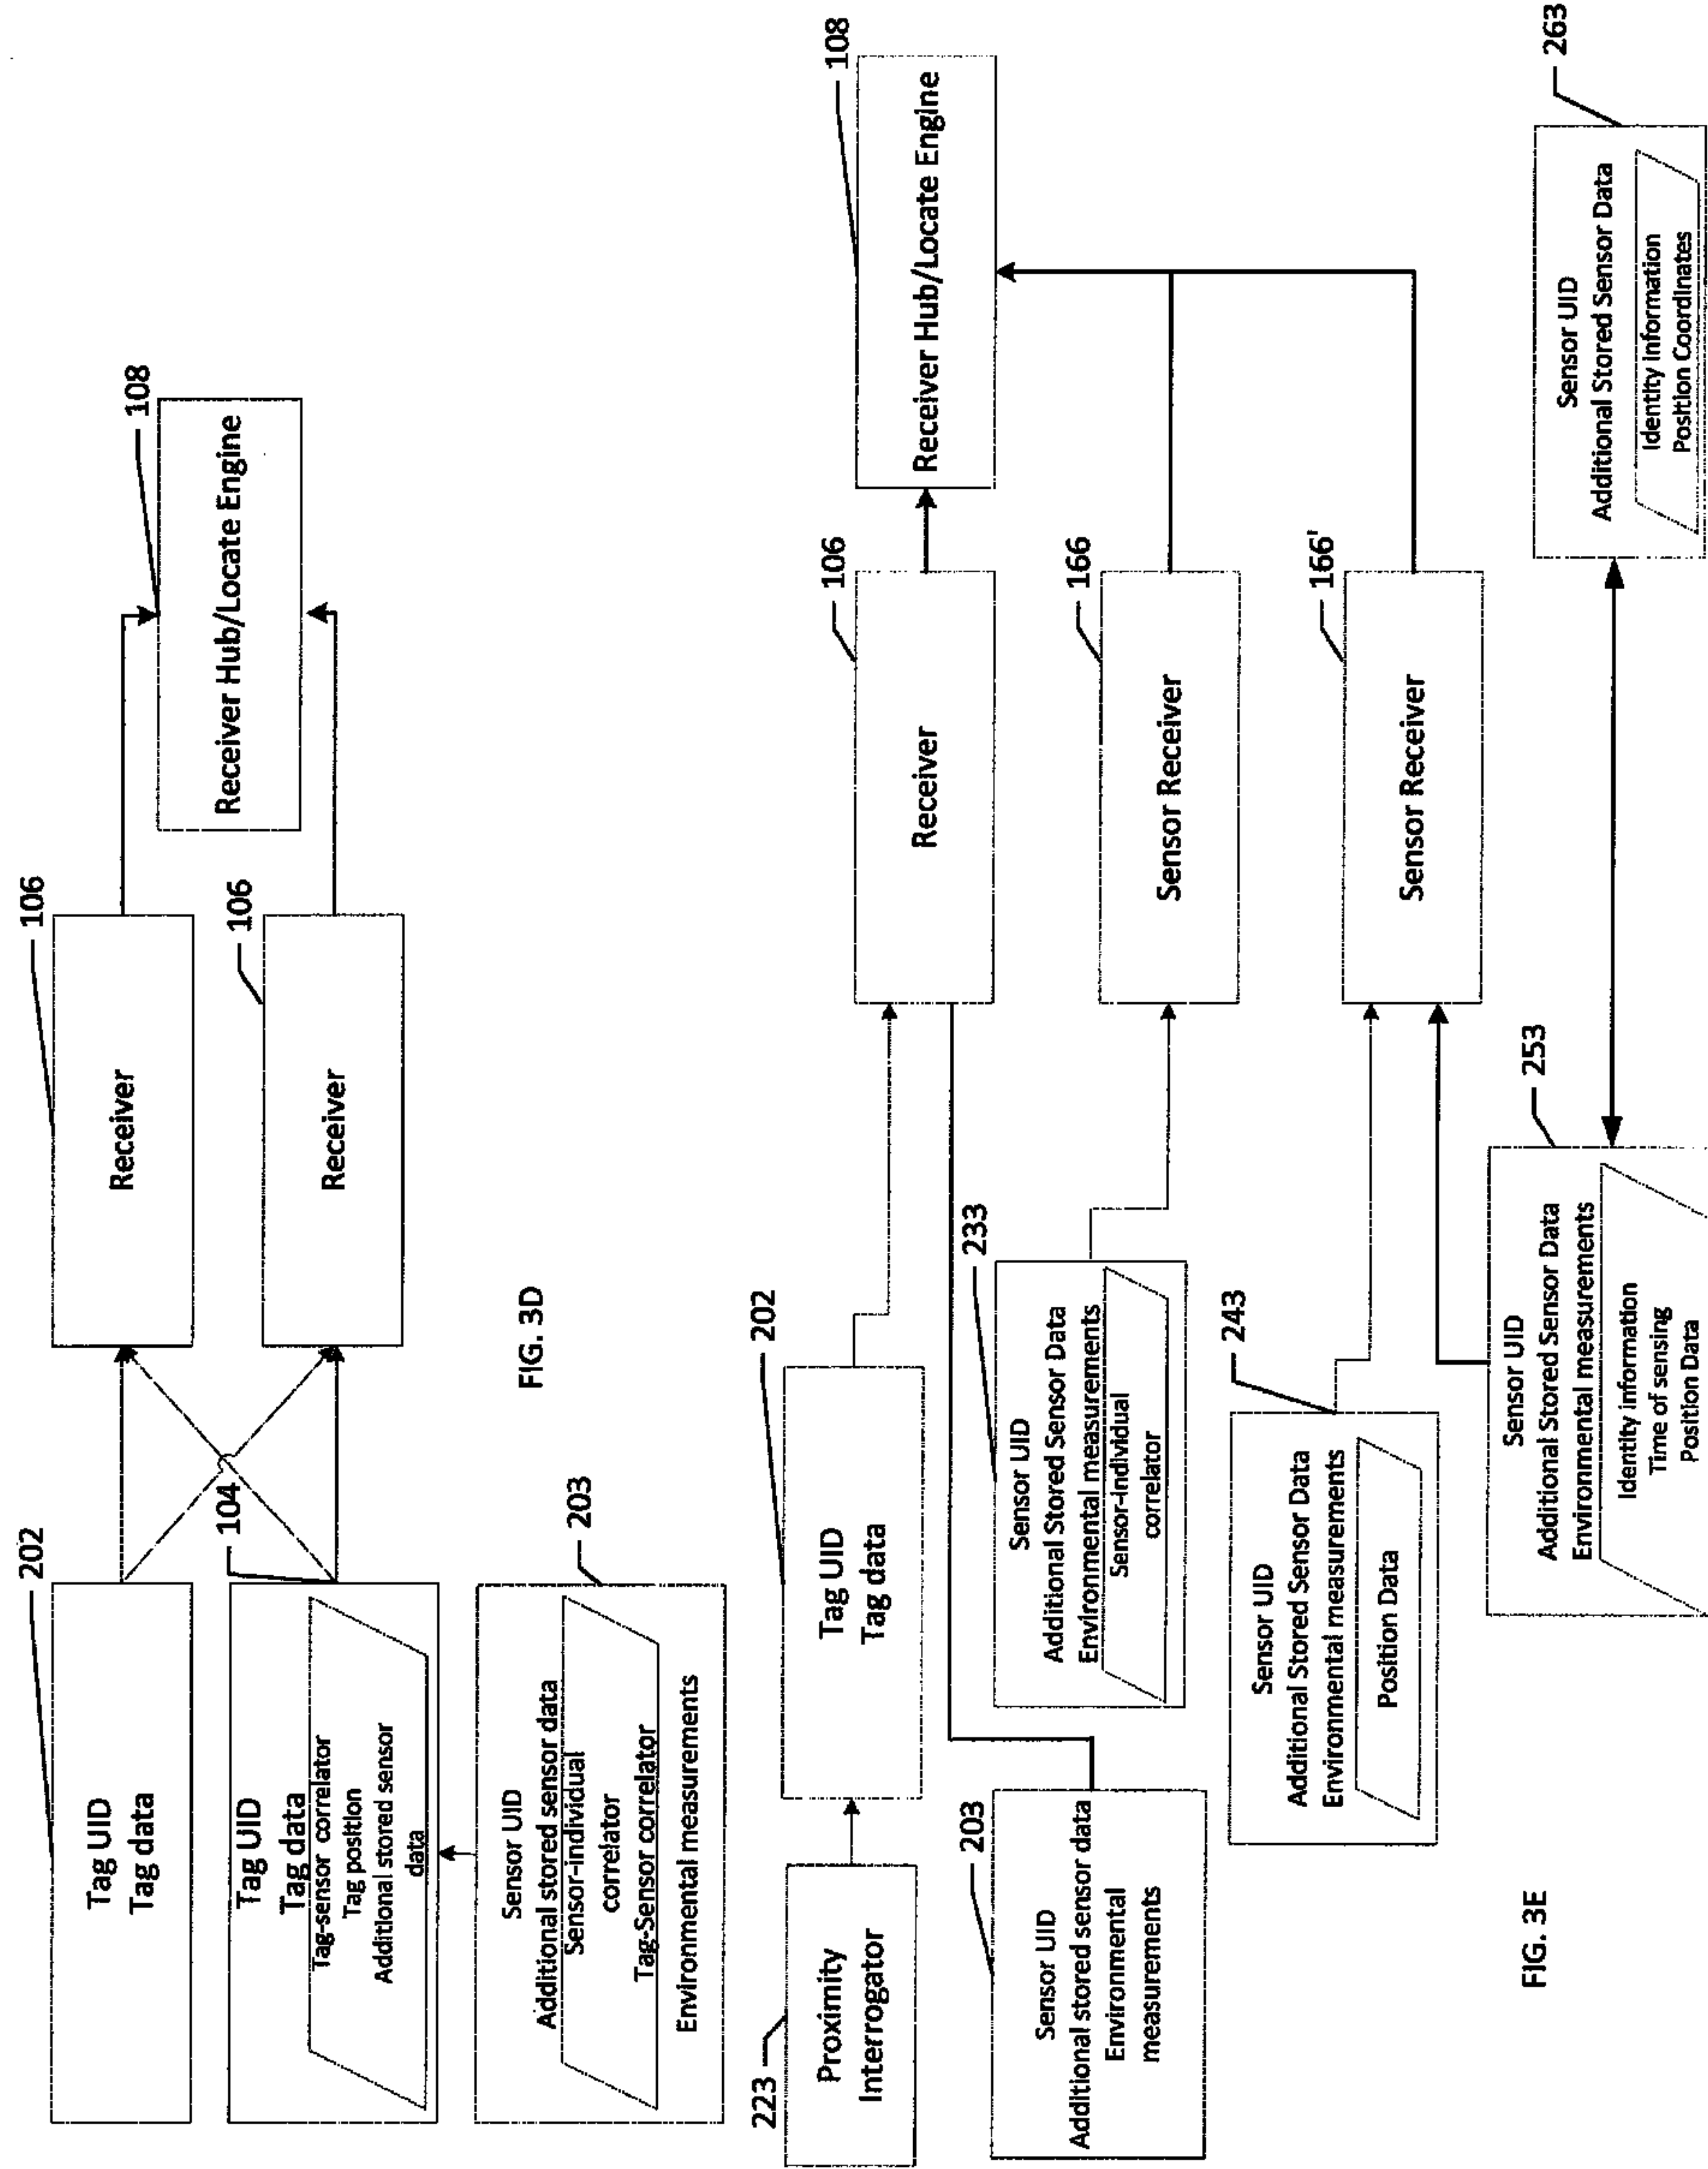 202
Tag UID
Tag data
106
Receiver
108
Receiver Hub/Locate Engine
Tag UID
Tag data
Tag-sensor correlator
Tag position
Additional stored sensor
data
104
106
Receiver
Sensor UID
Additional stored sensor data
Sensor-individual
correlator
Tag-Sensor correlator
Environmental measurements
203
FIG. 3D
223
Proximity
Interrogator
202
Tag UID
Tag data
106
Receiver
108
Receiver Hub/Locate Engine
203
Sensor UID
Additional stored sensor data
Environmental
measurements
233
Sensor UID
Additional Stored Sensor Data
Environmental measurements
Sensor-individual
correlator
166
Sensor Receiver
243
Sensor UID
Additional Stored Sensor Data
Environmental measurements
Position Data
166'
Sensor Receiver
253
Sensor UID
Additional Stored Sensor Data
Environmental measurements
Identity information
Time of sensing
Position Data
263
Sensor UID
Additional Stored Sensor Data
Identity information
Position Coordinates
FIG. 3E